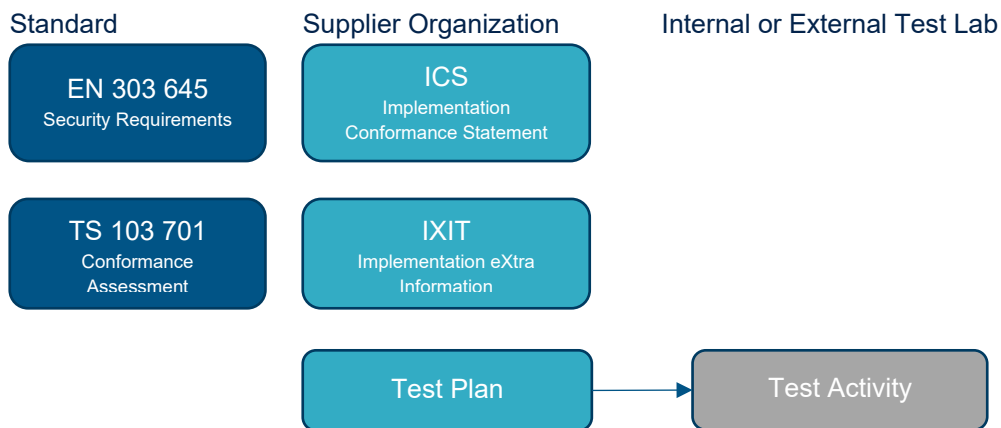 Standard
Supplier Organization
Internal or External Test Lab
EN 303 645
Security Requirements
ICS
Implementation
Conformance Statement
TS 103 701
Conformance
Assessment
IXIT
Implementation eXtra
Information
Test Plan
Test Activity